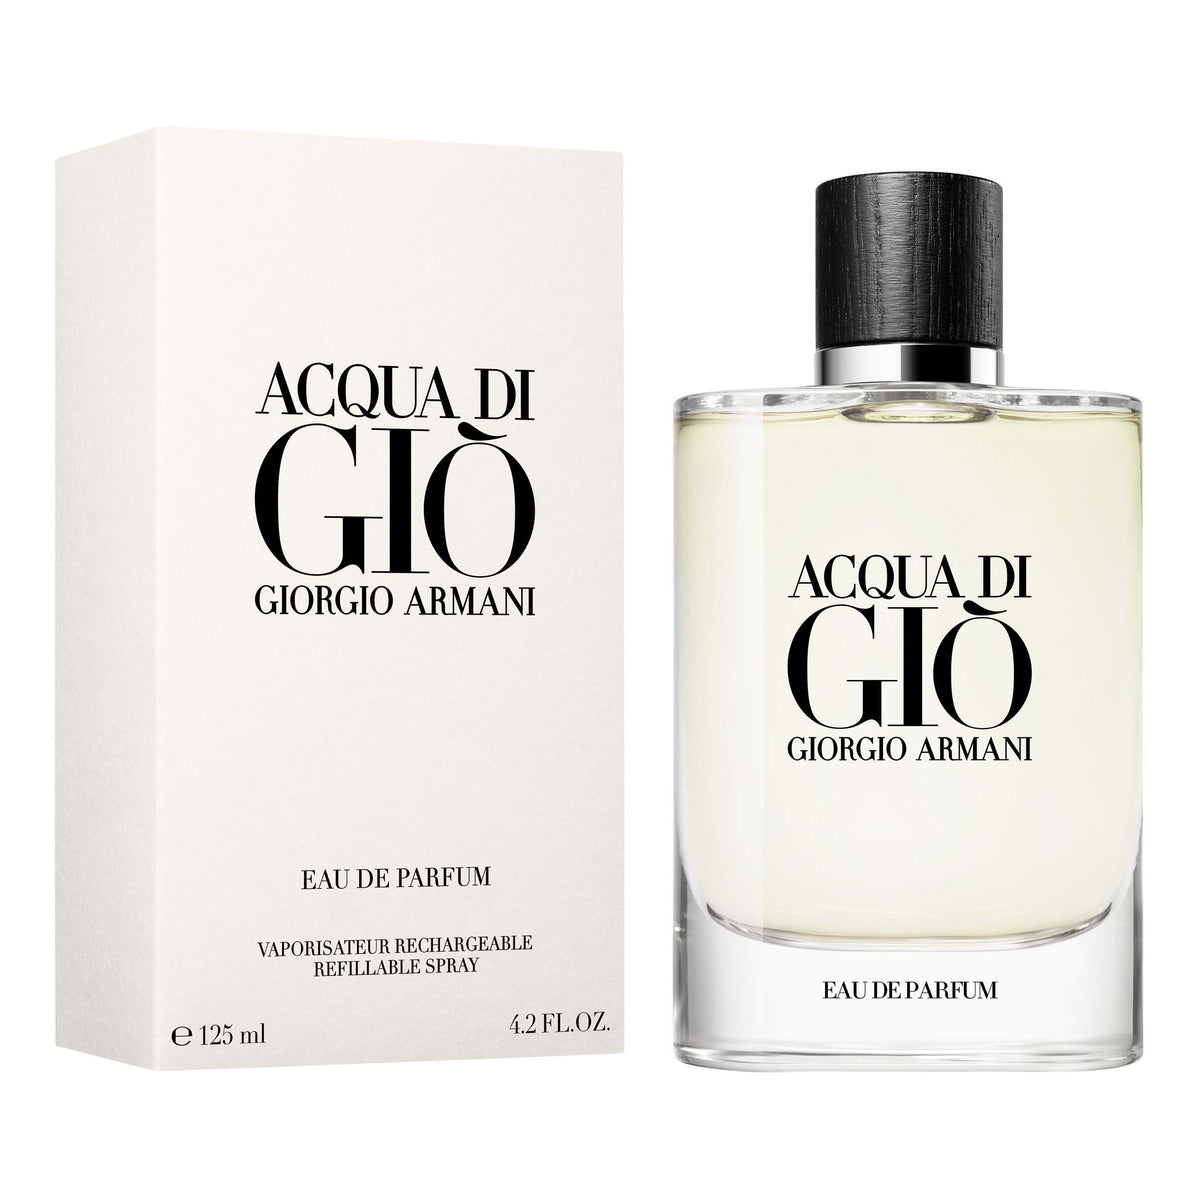 ACQUA DI
GIÒ
GIORGIO ARMANI
EAU DE PARFUM
VAPORISATEUR RECHARGEABLE
REFILLABLE SPRAY
℮ 125 ml
4.2 FL.OZ.
ACQUA DI
GIÒ
GIORGIO ARMANI
EAU DE PARFUM